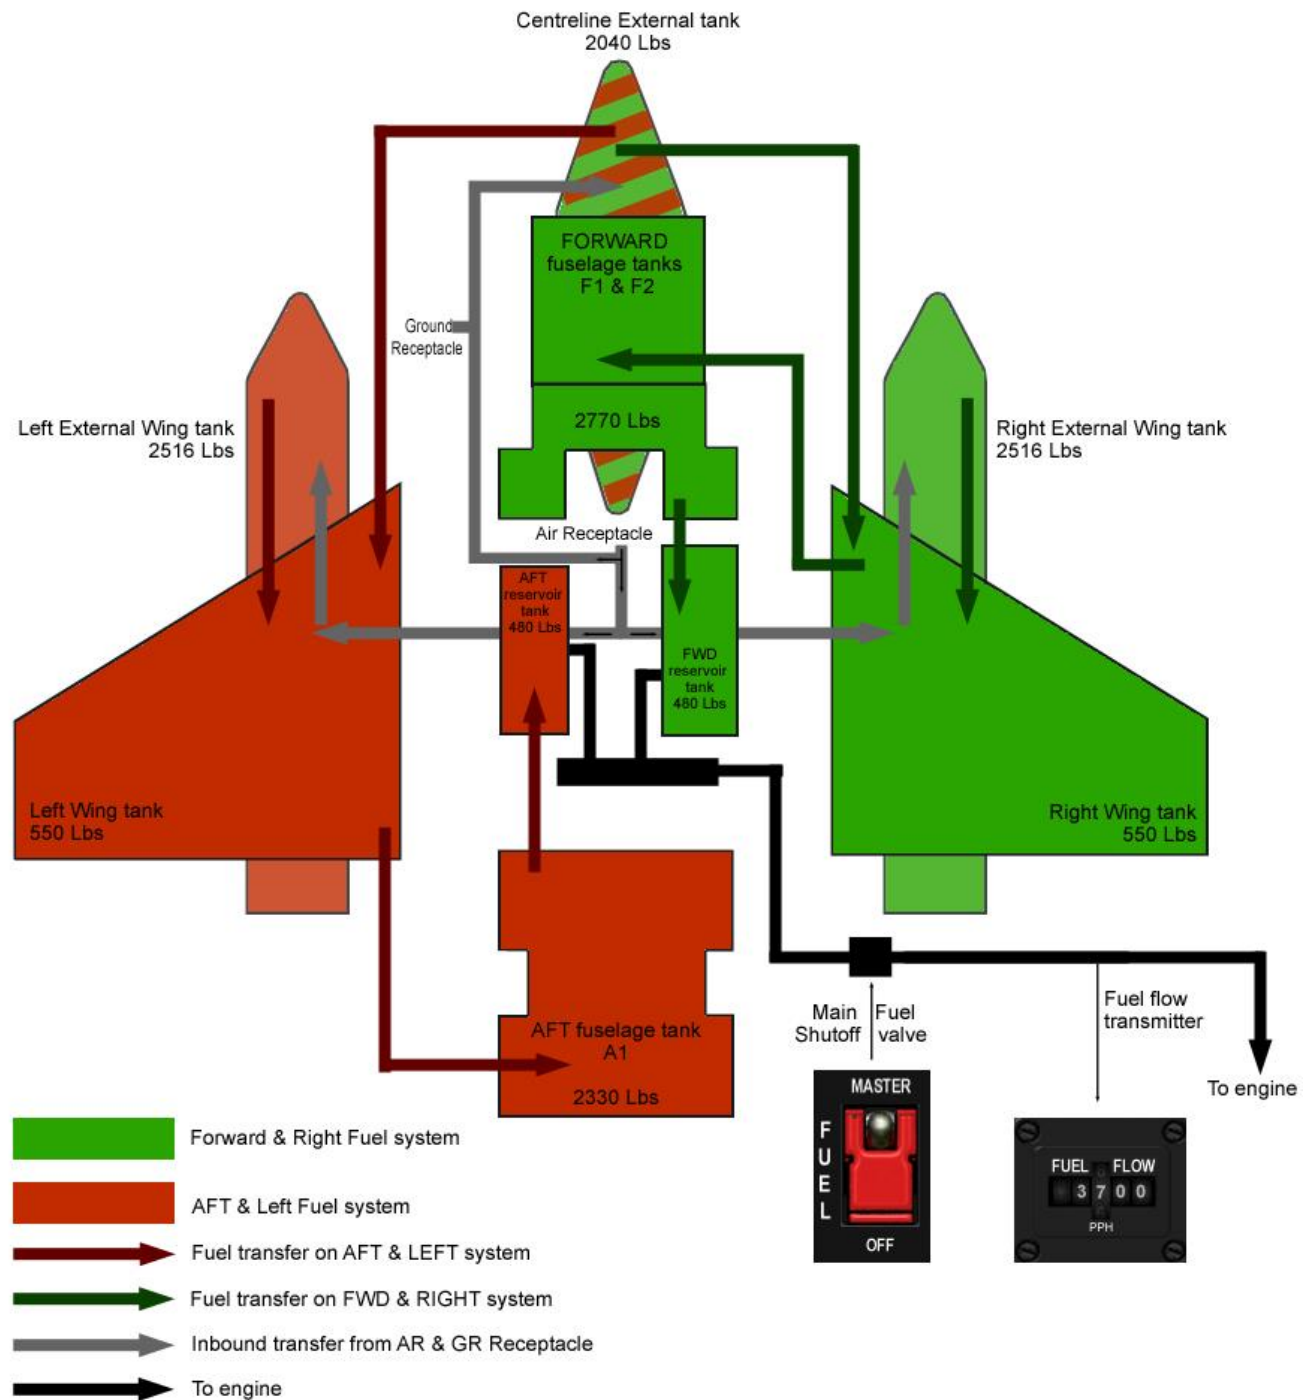 Centreline External tank
2040 Lbs
FORWARD
fuselage tanks
F1 & F2
Ground
Receptacle
2770 Lbs
Left External Wing tank
2516 Lbs
Right External Wing tank
2516 Lbs
Air Receptacle
AFT
reservoir
tank
480 Lbs
FWD
reservoir
tank
480 Lbs
Left Wing tank
550 Lbs
Right Wing tank
550 Lbs
AFT fuselage tank
A1
2330 Lbs
Main
Shutoff
Fuel
valve
Fuel flow
transmitter
To engine
MASTER
FUEL
OFF
FUEL FLOW
3700
PPH
Forward & Right Fuel system
AFT & Left Fuel system
Fuel transfer on AFT & LEFT system
Fuel transfer on FWD & RIGHT system
Inbound transfer from AR & GR Receptacle
To engine